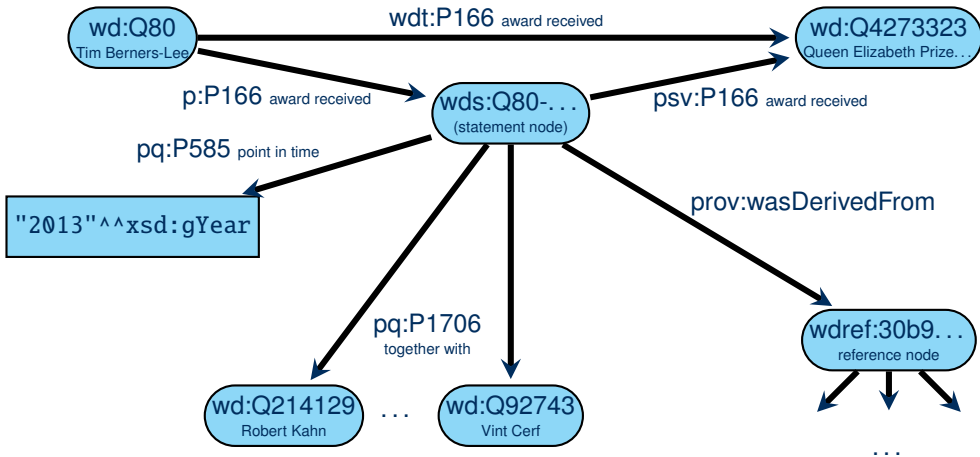 wd:Q80
Tim Berners-Lee
wdt:P166 award received
wd:Q4273323
Queen Elizabeth Prize...
p:P166 award received
wds:Q80-...
(statement node)
psv:P166 award received
pq:P585 point in time
"2013"^^xsd:gYear
prov:wasDerivedFrom
pq:P1706
together with
wdref:30b9...
reference node
wd:Q214129
Robert Kahn
...
wd:Q92743
Vint Cerf
...